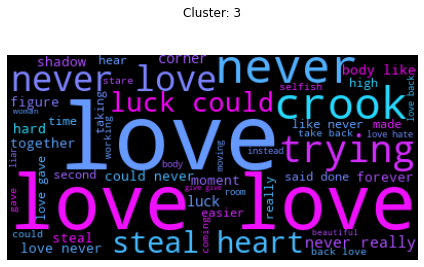 Cluster: 3
shadow hear corner never body like
never love stare selfish high love back
figure taking luck could crook
woman hard time working love like never made
together take back love hate trying
love love love instead
liar love gave second could never body moving said done forever
gave moment give give room really
could steal luck easier coming beautiful
love never steal heart never really
back love